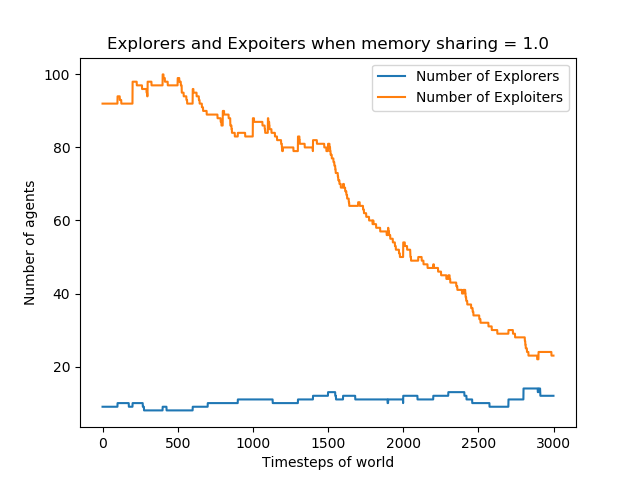 Explorers and Expoiters when memory sharing = 1.0
Number of Explorers
Number of Exploiters
Number of agents
100
80
60
40
20
0 500 1000 1500 2000 2500 3000
Timesteps of world